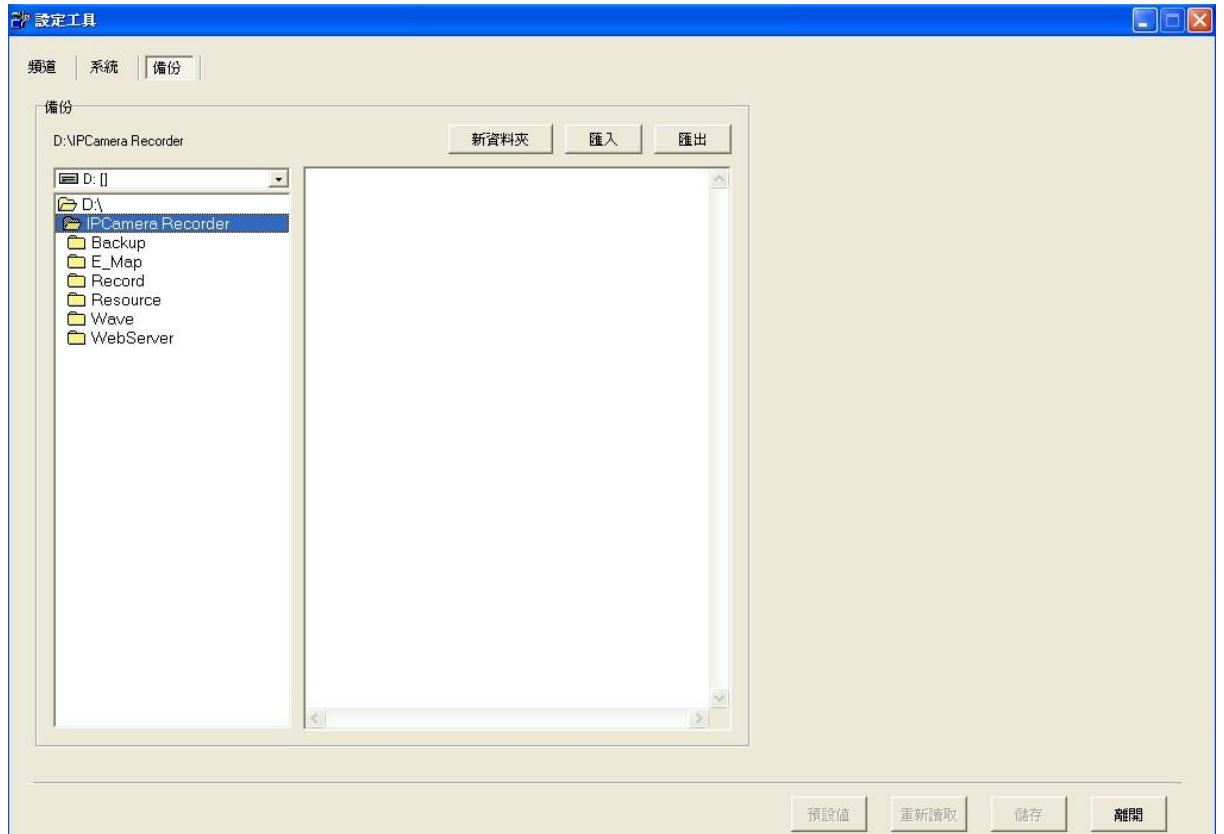 設定工具
頻道 系統 備份
備份
D:\IPCamera Recorder 新資料夾 匯入 匯出
D: []
D:\
IPCamera Recorder
Backup
E_Map
Record
Resource
Wave
WebServer
預設值 重新讀取 儲存 離開